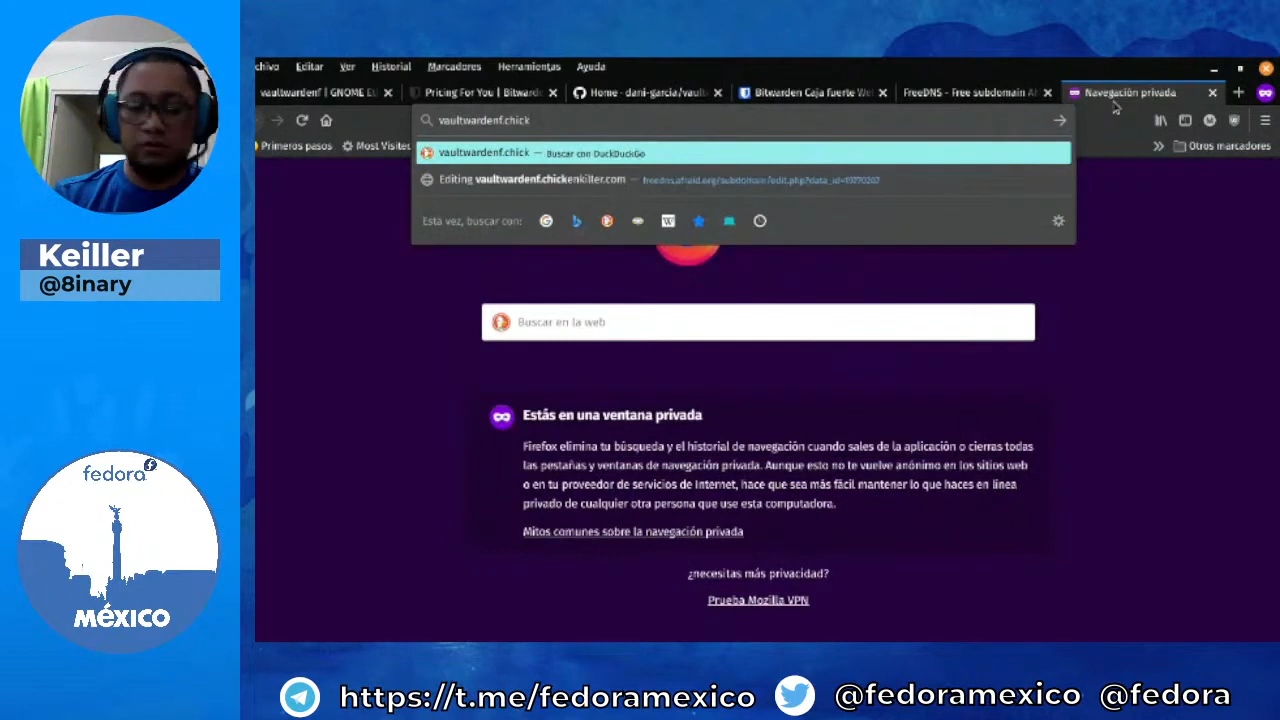 Keiller
@8inary
fedora
MÉXICO
chivo Editar Ver Historial Marcadores Herramientas Ayuda
vaultwardenf | GNOME Pricing For You | Bitwarde Home - dani-garcia/vault Bitwarden Caja fuerte We FreeDNS - Free subdomain Navegación privada
vaultwardenf.chick
Primeros pasos Most Visited Otros marcadores
vaultwardenf.chick — Buscar con DuckDuckGo
Editing vaultwardenf.chickenkiller.com —
Esta vez, buscar con:
Buscar en la web
Estás en una ventana privada
Firefox elimina tu búsqueda y el historial de navegación cuando sales de la aplicación o cierras todas
las pestañas y ventanas de navegación privada. Aunque esto no te vuelve anónimo en los sitios web
o en tu proveedor de servicios de Internet, hace que sea más fácil mantener lo que haces en línea
privado de cualquier otra persona que use esta computadora.
Mitos comunes sobre la navegación privada
¿necesitas más privacidad?
Prueba Mozilla VPN
https://t.me/fedoramexico @fedoramexico @fedora